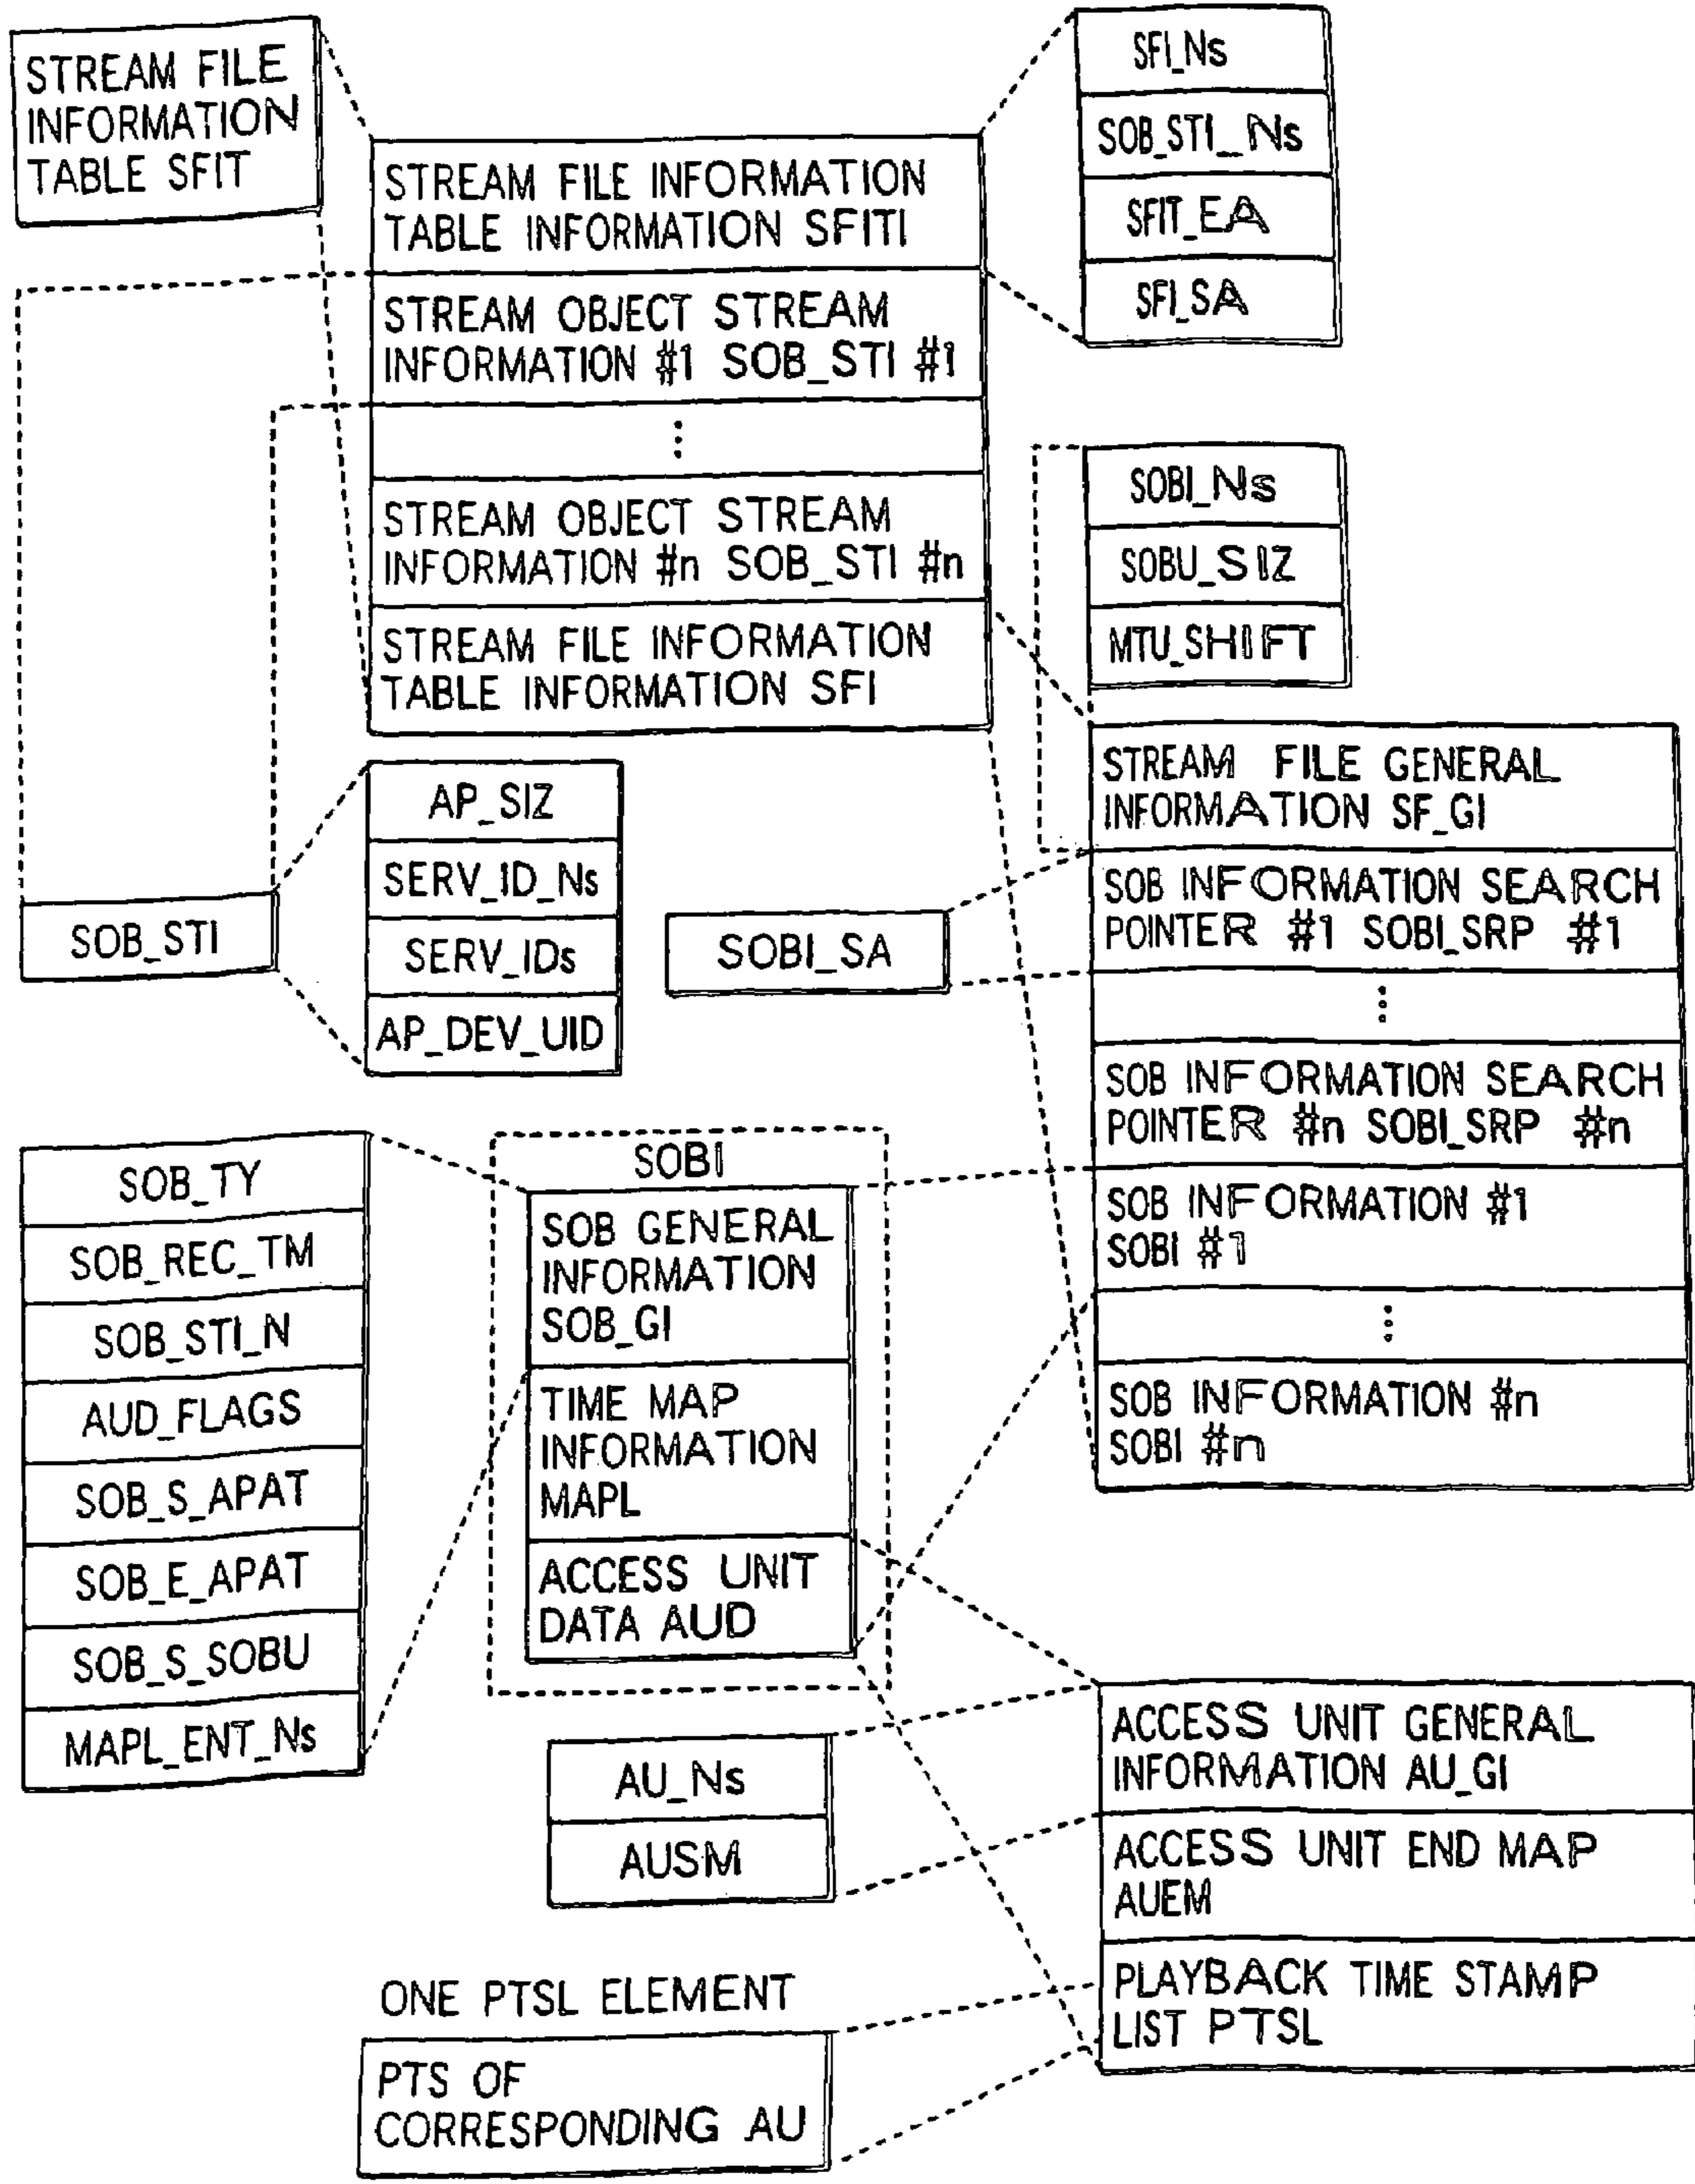 STREAM FILE
INFORMATION
TABLE SFIT
STREAM FILE INFORMATION
TABLE INFORMATION SFITI
STREAM OBJECT STREAM
INFORMATION #1 SOB_STI #1
⋮
STREAM OBJECT STREAM
INFORMATION #n SOB_STI #n
STREAM FILE INFORMATION
TABLE INFORMATION SFI
SFI_Ns
SOB_STI_Ns
SFIT_EA
SFI_SA
SOBI_Ns
SOBU_SIZ
MTU_SHIFT
STREAM FILE GENERAL
INFORMATION SF_GI
SOB INFORMATION SEARCH
POINTER #1 SOBI_SRP #1
⋮
SOB INFORMATION SEARCH
POINTER #n SOBI_SRP #n
SOB INFORMATION #1
SOBI #1
⋮
SOB INFORMATION #n
SOBI #n
SOB_STI
AP_SIZ
SERV_ID_Ns
SERV_IDs
AP_DEV_UID
SOBI_SA
SOB_TY
SOB_REC_TM
SOB_STI_N
AUD_FLAGS
SOB_S_APAT
SOB_E_APAT
SOB_S_SOBU
MAPL_ENT_Ns
SOBI
SOB GENERAL
INFORMATION
SOB_GI
TIME MAP
INFORMATION
MAPL
ACCESS UNIT
DATA AUD
AU_Ns
AUSM
ACCESS UNIT GENERAL
INFORMATION AU_GI
ACCESS UNIT END MAP
AUEM
PLAYBACK TIME STAMP
LIST PTSL
ONE PTSL ELEMENT
PTS OF
CORRESPONDING AU